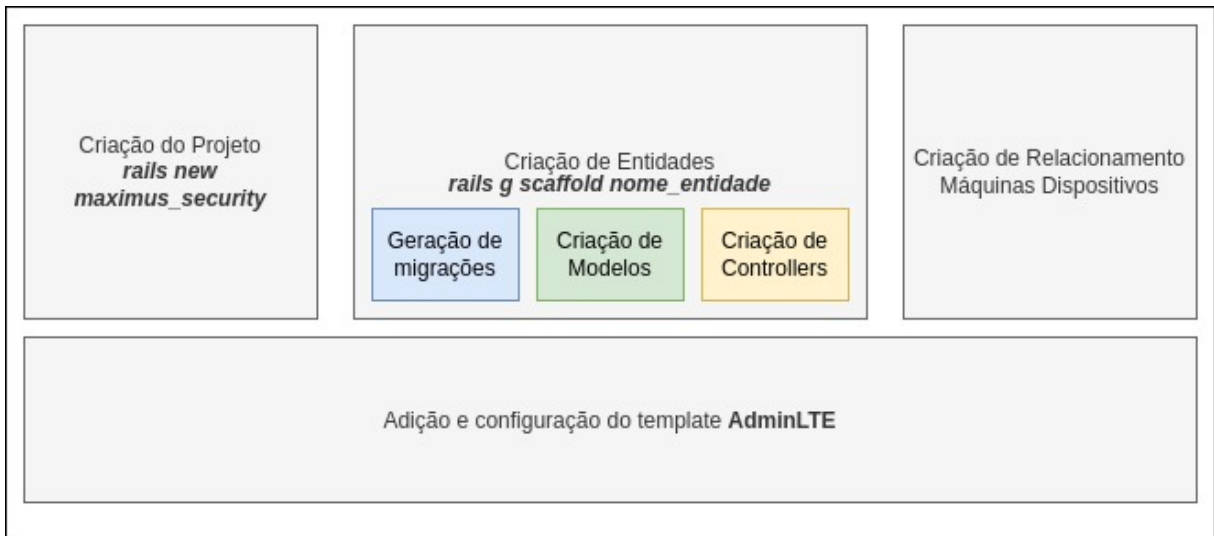 Criação do Projeto
rails new
maximus_security
Criação de Entidades
rails g scaffold nome_entidade
Geração de
migrações
Criação de
Modelos
Criação de
Controllers
Criação de Relacionamento
Máquinas Dispositivos
Adição e configuração do template AdminLTE